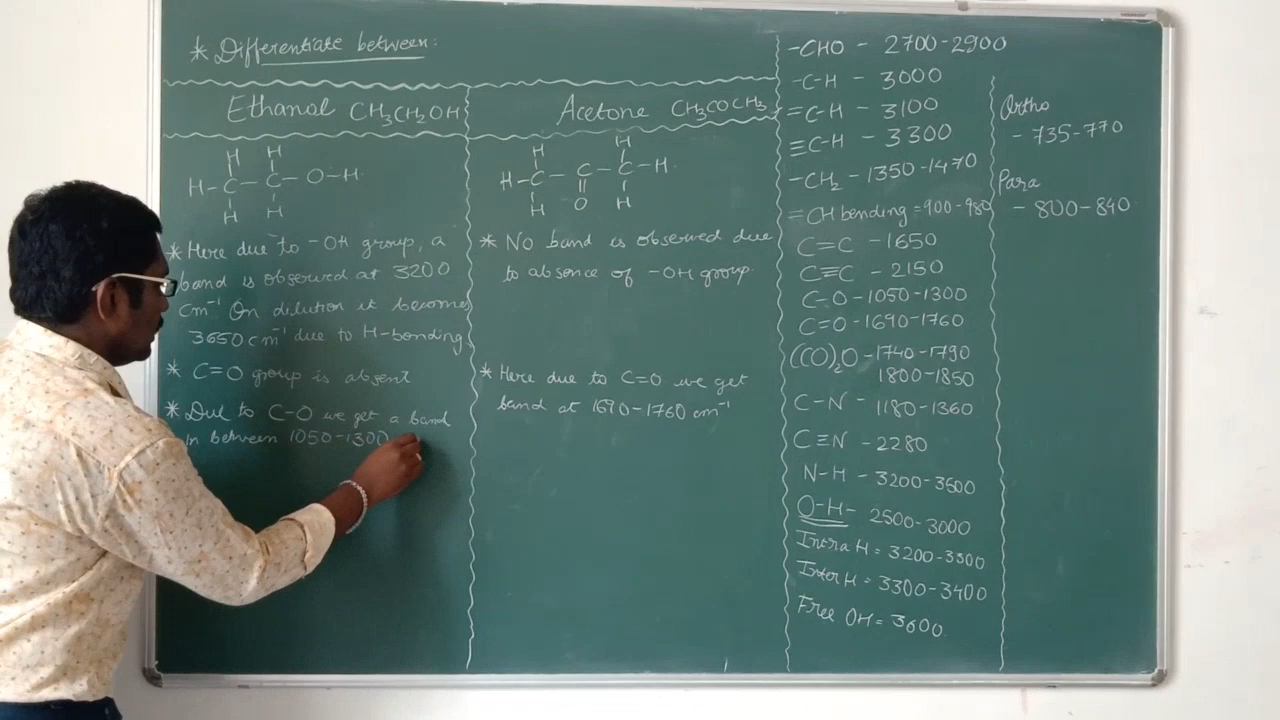 * Differentiate between:
Ethanol CH3CH2OH
H H
H-C-C-O-H
H H
* Here due to -OH group, a
band is observed at 3200
cm-1 On dilution it becomes
3650 cm-1 due to H-bonding
* C=O group is absent
* Due to C-O we get a band
in between 1050-1300
Acetone CH3COCH3
H H
H-C-C-C-H
H O H
* No band is observed due
to absence of -OH group.
* Here due to C=O we get
band at 1690-1760 cm-1
-CHO - 2700-2900
-C-H - 3000
=C-H - 3100
≡C-H - 3300
-CH2 - 1350-1470
=CH bending = 900-980
C=C - 1650
C≡C - 2150
C-O - 1050-1300
C=O - 1690-1760
(CO)2O - 1740-1790
1800-1850
C-N - 1180-1360
C≡N - 2280
N-H - 3200-3500
O-H - 2500-3000
Intra H = 3200-3300
Inter H = 3300-3400
Free OH = 3600
Ortho
- 735-770
Para
- 800-840